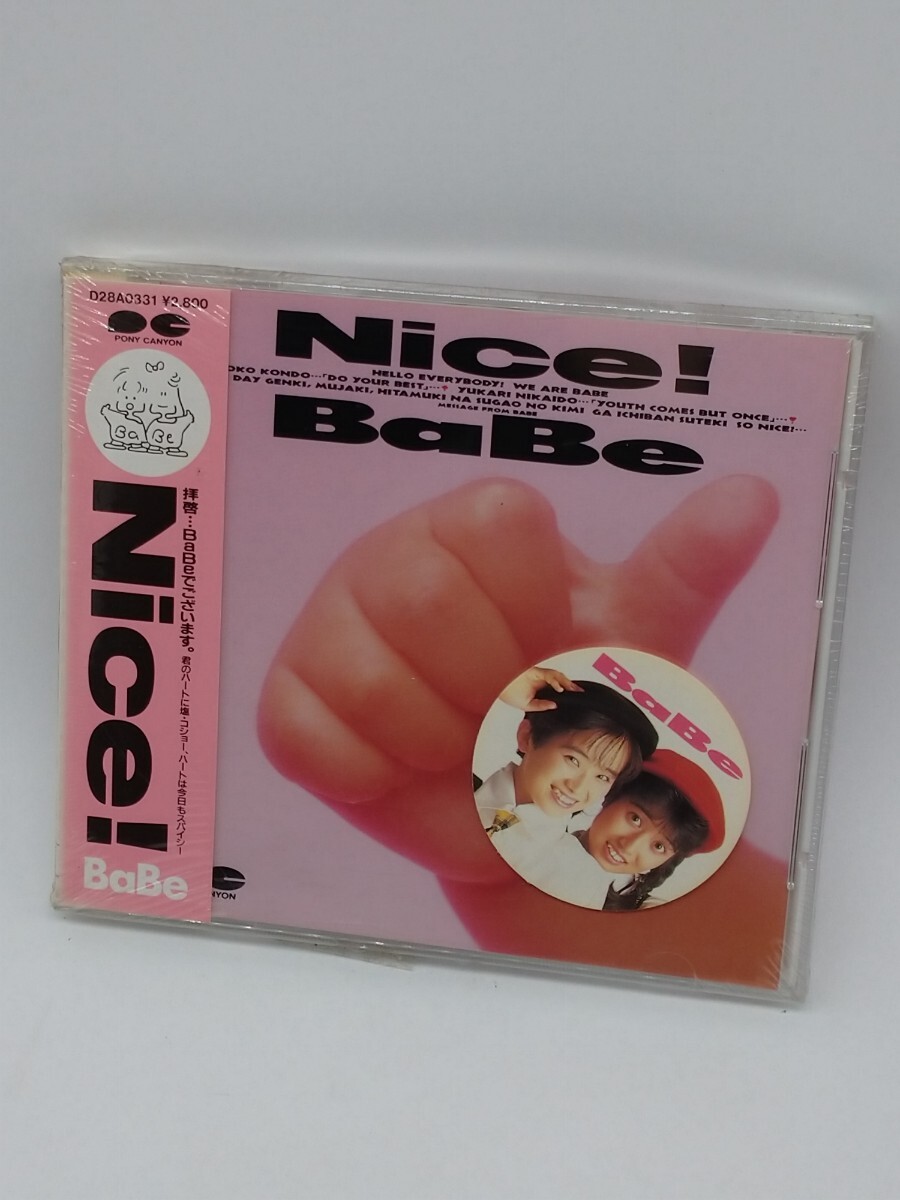 D28A0331 ¥2,800
PONY CANYON
BaBe
Nice!
拝啓…BaBeでございます。君のハートに塩・コショー、ハートは今日もスパイシー
BaBe
Nice!
HELLO EVERYBODY! WE ARE BABE
OKO KONDO…「DO YOUR BEST」…❣ YUKARI NIKAIDO…「YOUTH COMES BUT ONCE」…❣
DAY GENKI, MUJAKI, HITAMUKI NA SUGAO NO KIMI GA ICHIBAN SUTEKI SO NICE!…
MESSAGE FROM BABE
BaBe
BaBe
NYON